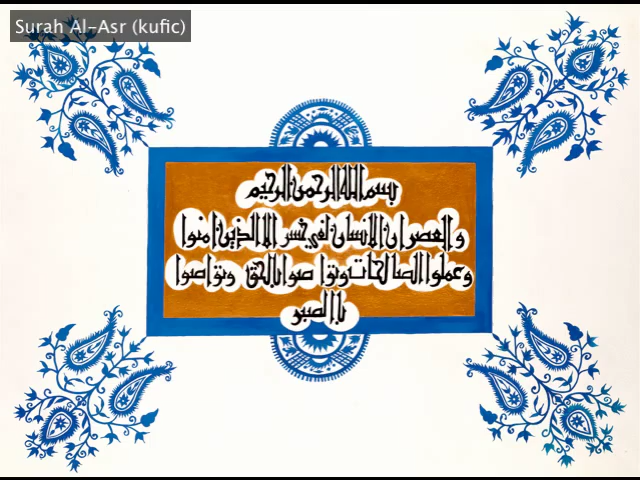 Surah Al-Asr (kufic)
بسم الله الرحمن الرحيم
والعصر ان الانسان لفي خسر الا الذين امنوا
وعملوا الصالحات وتواصوا بالحق وتواصوا
باالصبر